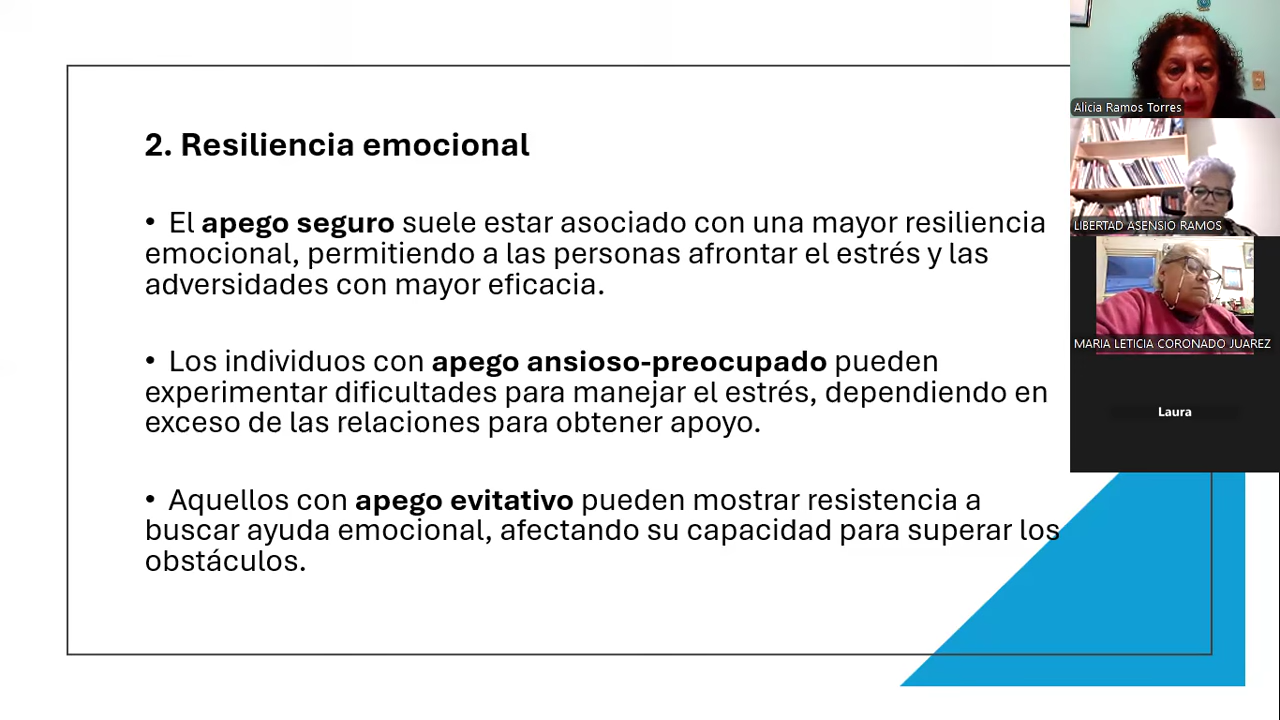 2. Resiliencia emocional
• El apego seguro suele estar asociado con una mayor resiliencia
emocional, permitiendo a las personas afrontar el estrés y las
adversidades con mayor eficacia.
• Los individuos con apego ansioso-preocupado pueden
experimentar dificultades para manejar el estrés, dependiendo en
exceso de las relaciones para obtener apoyo.
• Aquellos con apego evitativo pueden mostrar resistencia a
buscar ayuda emocional, afectando su capacidad para superar los
obstáculos.
Alicia Ramos Torres
LIBERTAD ASENSIO RAMOS
MARIA LETICIA CORONADO JUAREZ
Laura